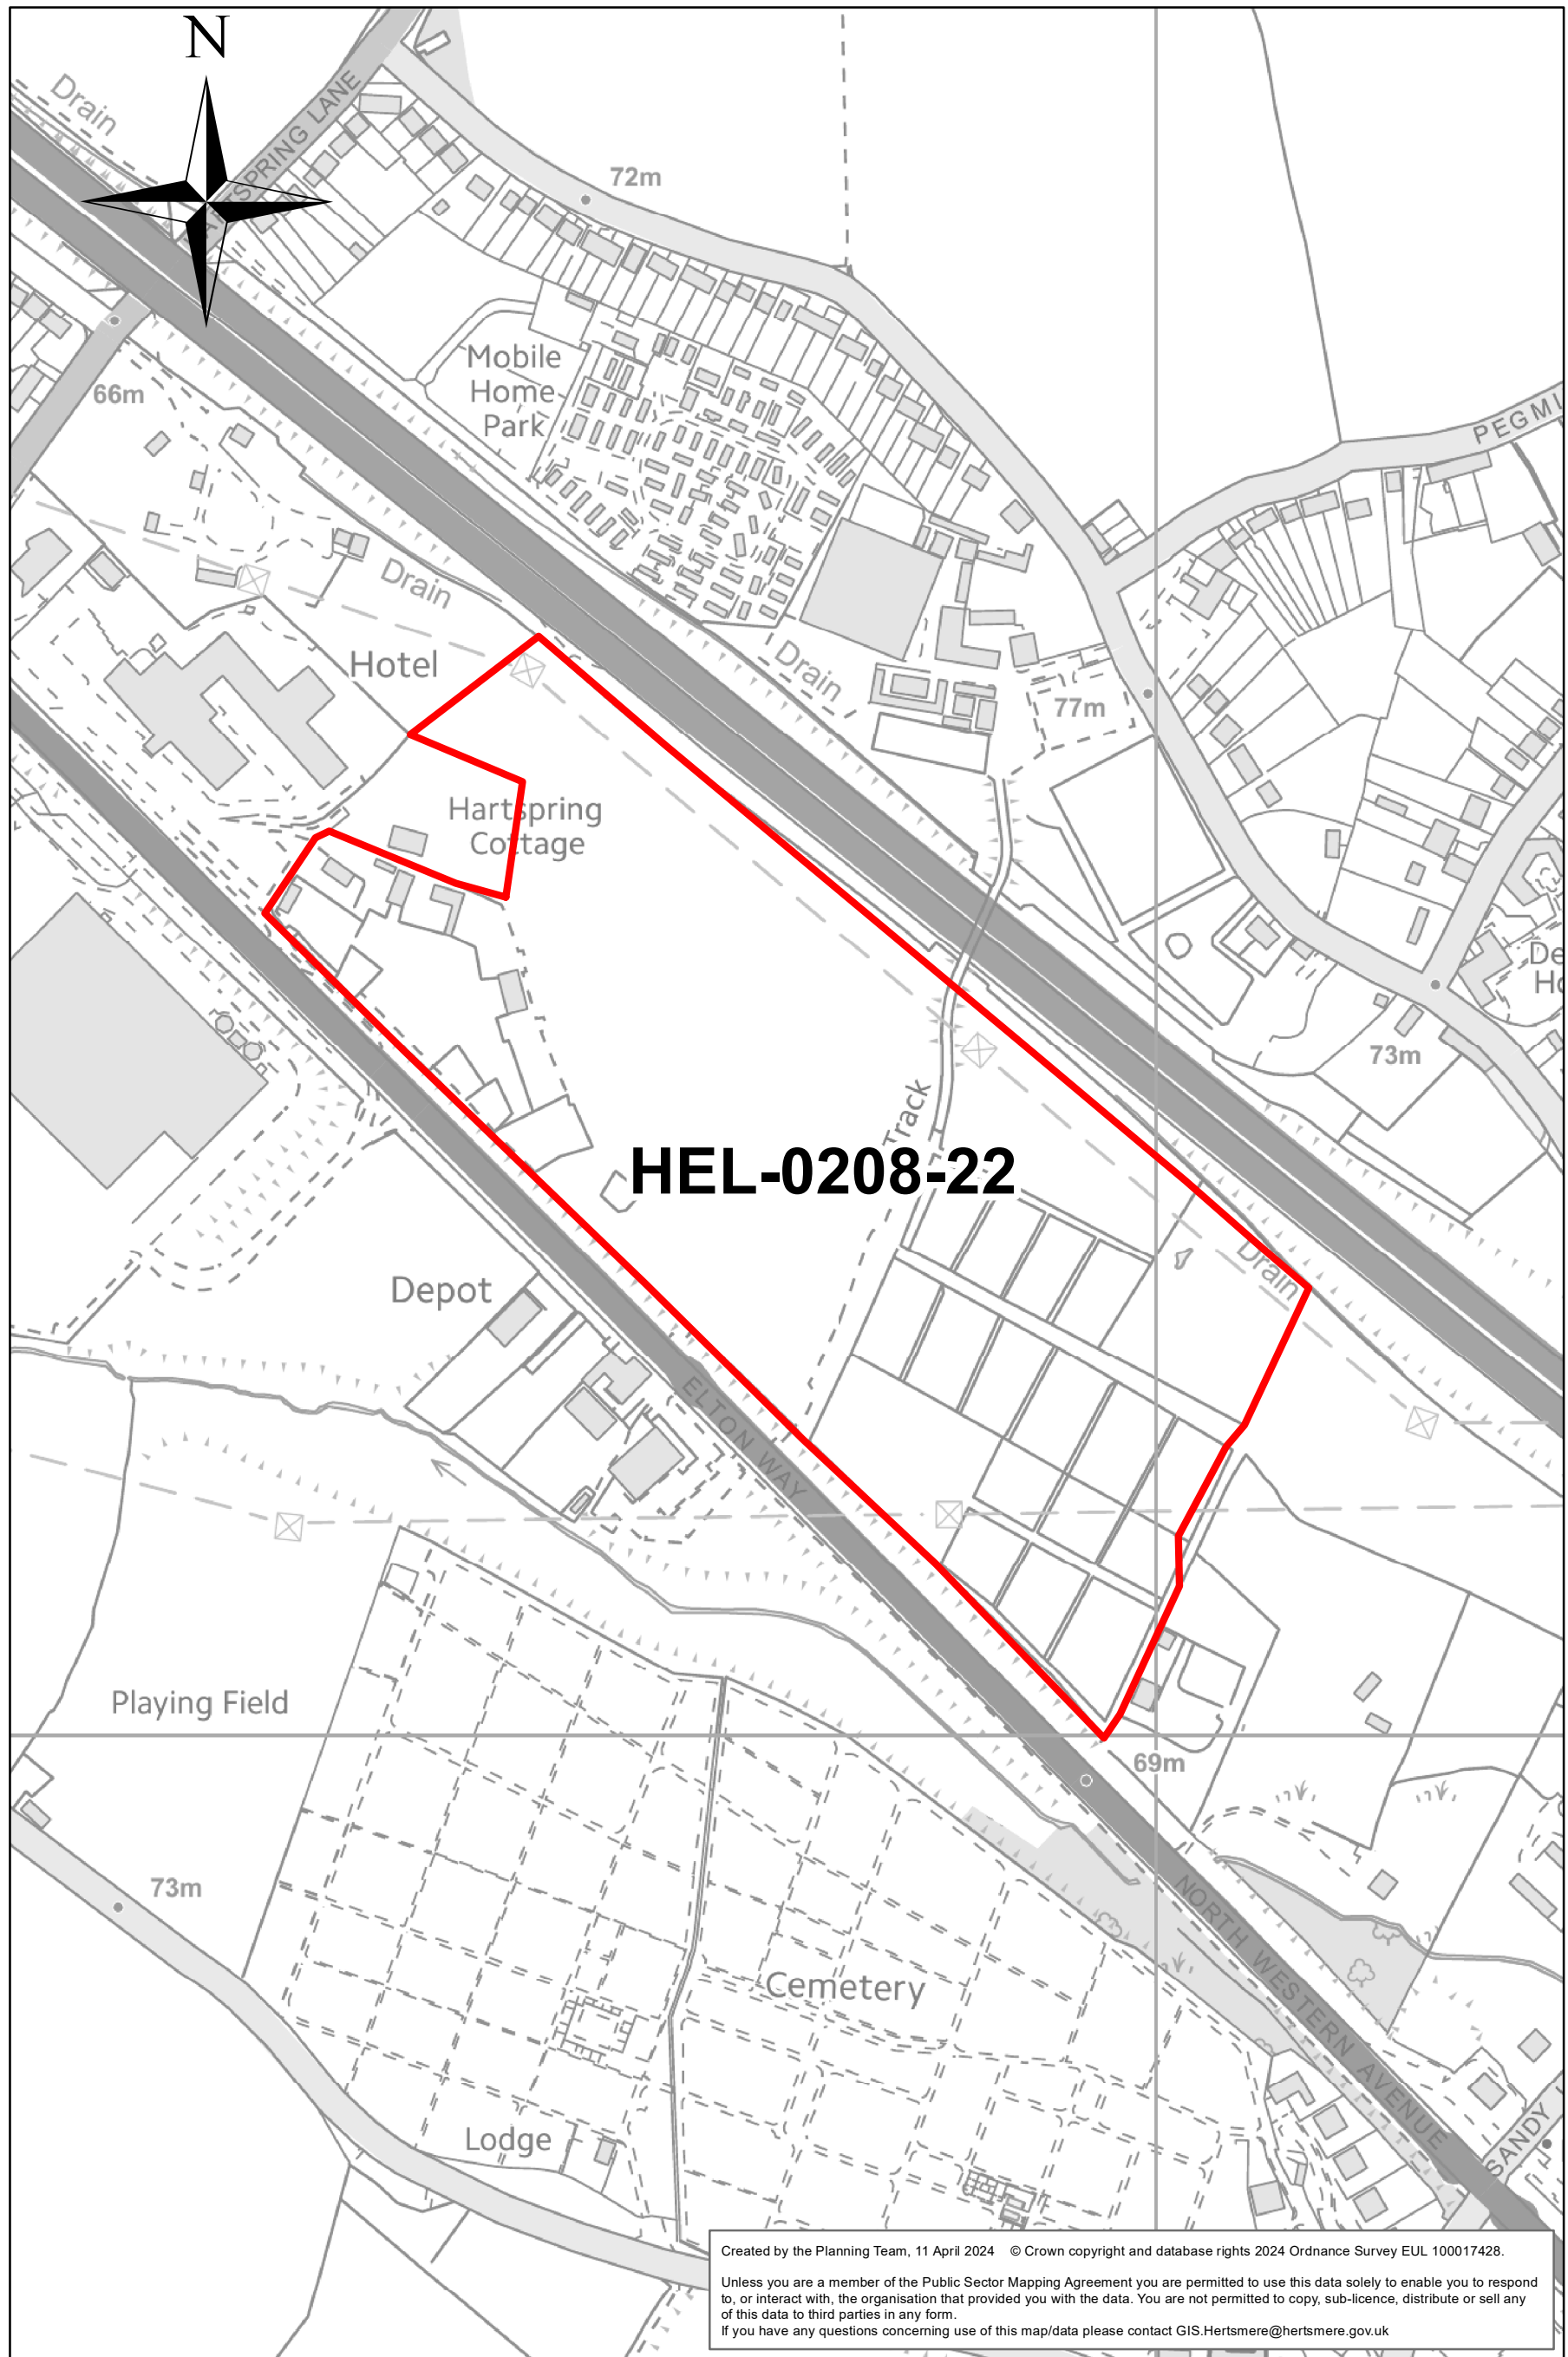 N
Drain
HARTSPRING LANE
72m
Mobile
Home
Park
66m
PEGMI
Drain
Hotel
Drain
77m
Hartspring
Cottage
De
Ho
73m
Track
HEL-0208-22
Drain
Depot
ELTON WAY
Playing Field
69m
73m
NORTH WESTERN AVENUE
Cemetery
SANDY
Lodge
Created by the Planning Team, 11 April 2024 © Crown copyright and database rights 2024 Ordnance Survey EUL 100017428.
Unless you are a member of the Public Sector Mapping Agreement you are permitted to use this data solely to enable you to respond
to, or interact with, the organisation that provided you with the data. You are not permitted to copy, sub-licence, distribute or sell any
of this data to third parties in any form.
If you have any questions concerning use of this map/data please contact GIS.Hertsmere@hertsmere.gov.uk